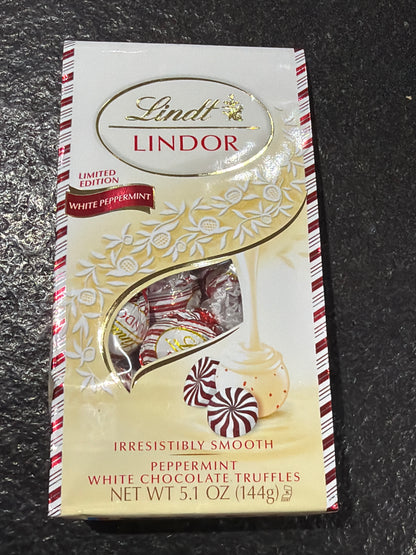 Lindt
LINDOR
LIMITED
EDITION
WHITE PEPPERMINT
IRRESISTIBLY SMOOTH
PEPPERMINT
WHITE CHOCOLATE TRUFFLES
NET WT 5.1 OZ (144g)